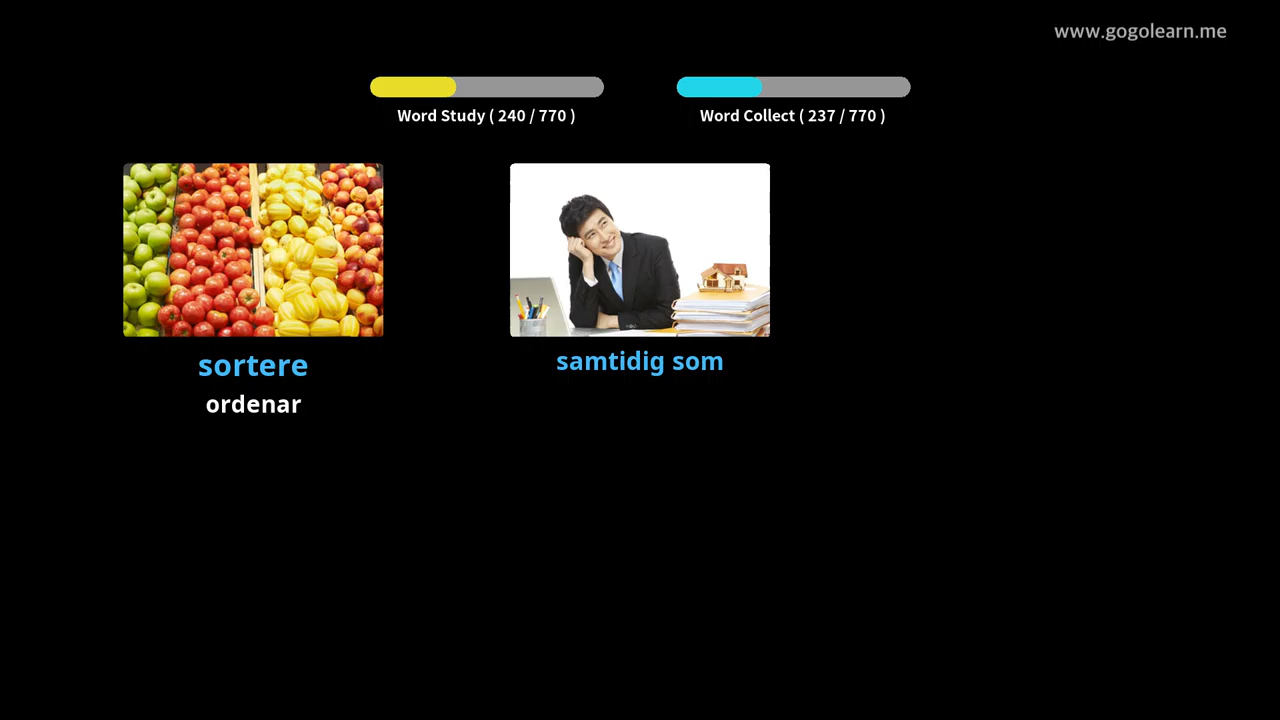 www.gogolearn.me
Word Study ( 240 / 770 )
Word Collect ( 237 / 770 )
sortere
ordenar
samtidig som